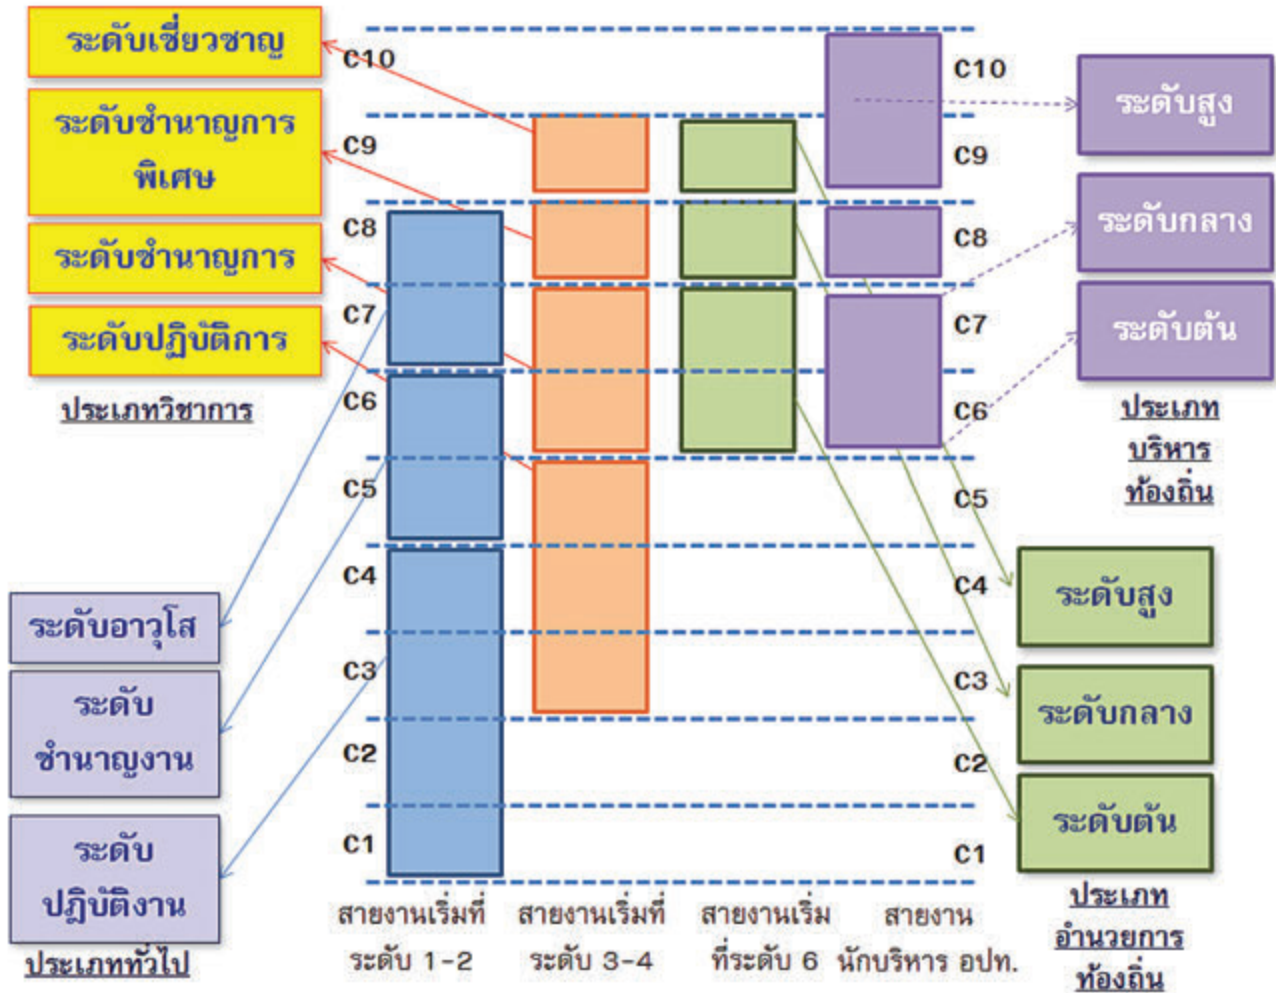 ระดับเชี่ยวชาญ
ระดับชำนาญการ
พิเศษ
ระดับชำนาญการ
ระดับปฏิบัติการ
ประเภทวิชาการ
ระดับอาวุโส
ระดับ
ชำนาญงาน
ระดับ
ปฏิบัติงาน
ประเภททั่วไป
C10
C9
C8
C7
C6
C5
C4
C3
C2
C1
สายงานเริ่มที่
ระดับ 1-2
สายงานเริ่มที่
ระดับ 3-4
สายงานเริ่ม
ที่ระดับ 6
สายงาน
นักบริหาร อปท.
C10
C9
C8
C7
C6
C5
C4
C3
C2
C1
ระดับสูง
ระดับกลาง
ระดับต้น
ประเภท
บริหาร
ท้องถิ่น
ระดับสูง
ระดับกลาง
ระดับต้น
ประเภท
อำนวยการ
ท้องถิ่น